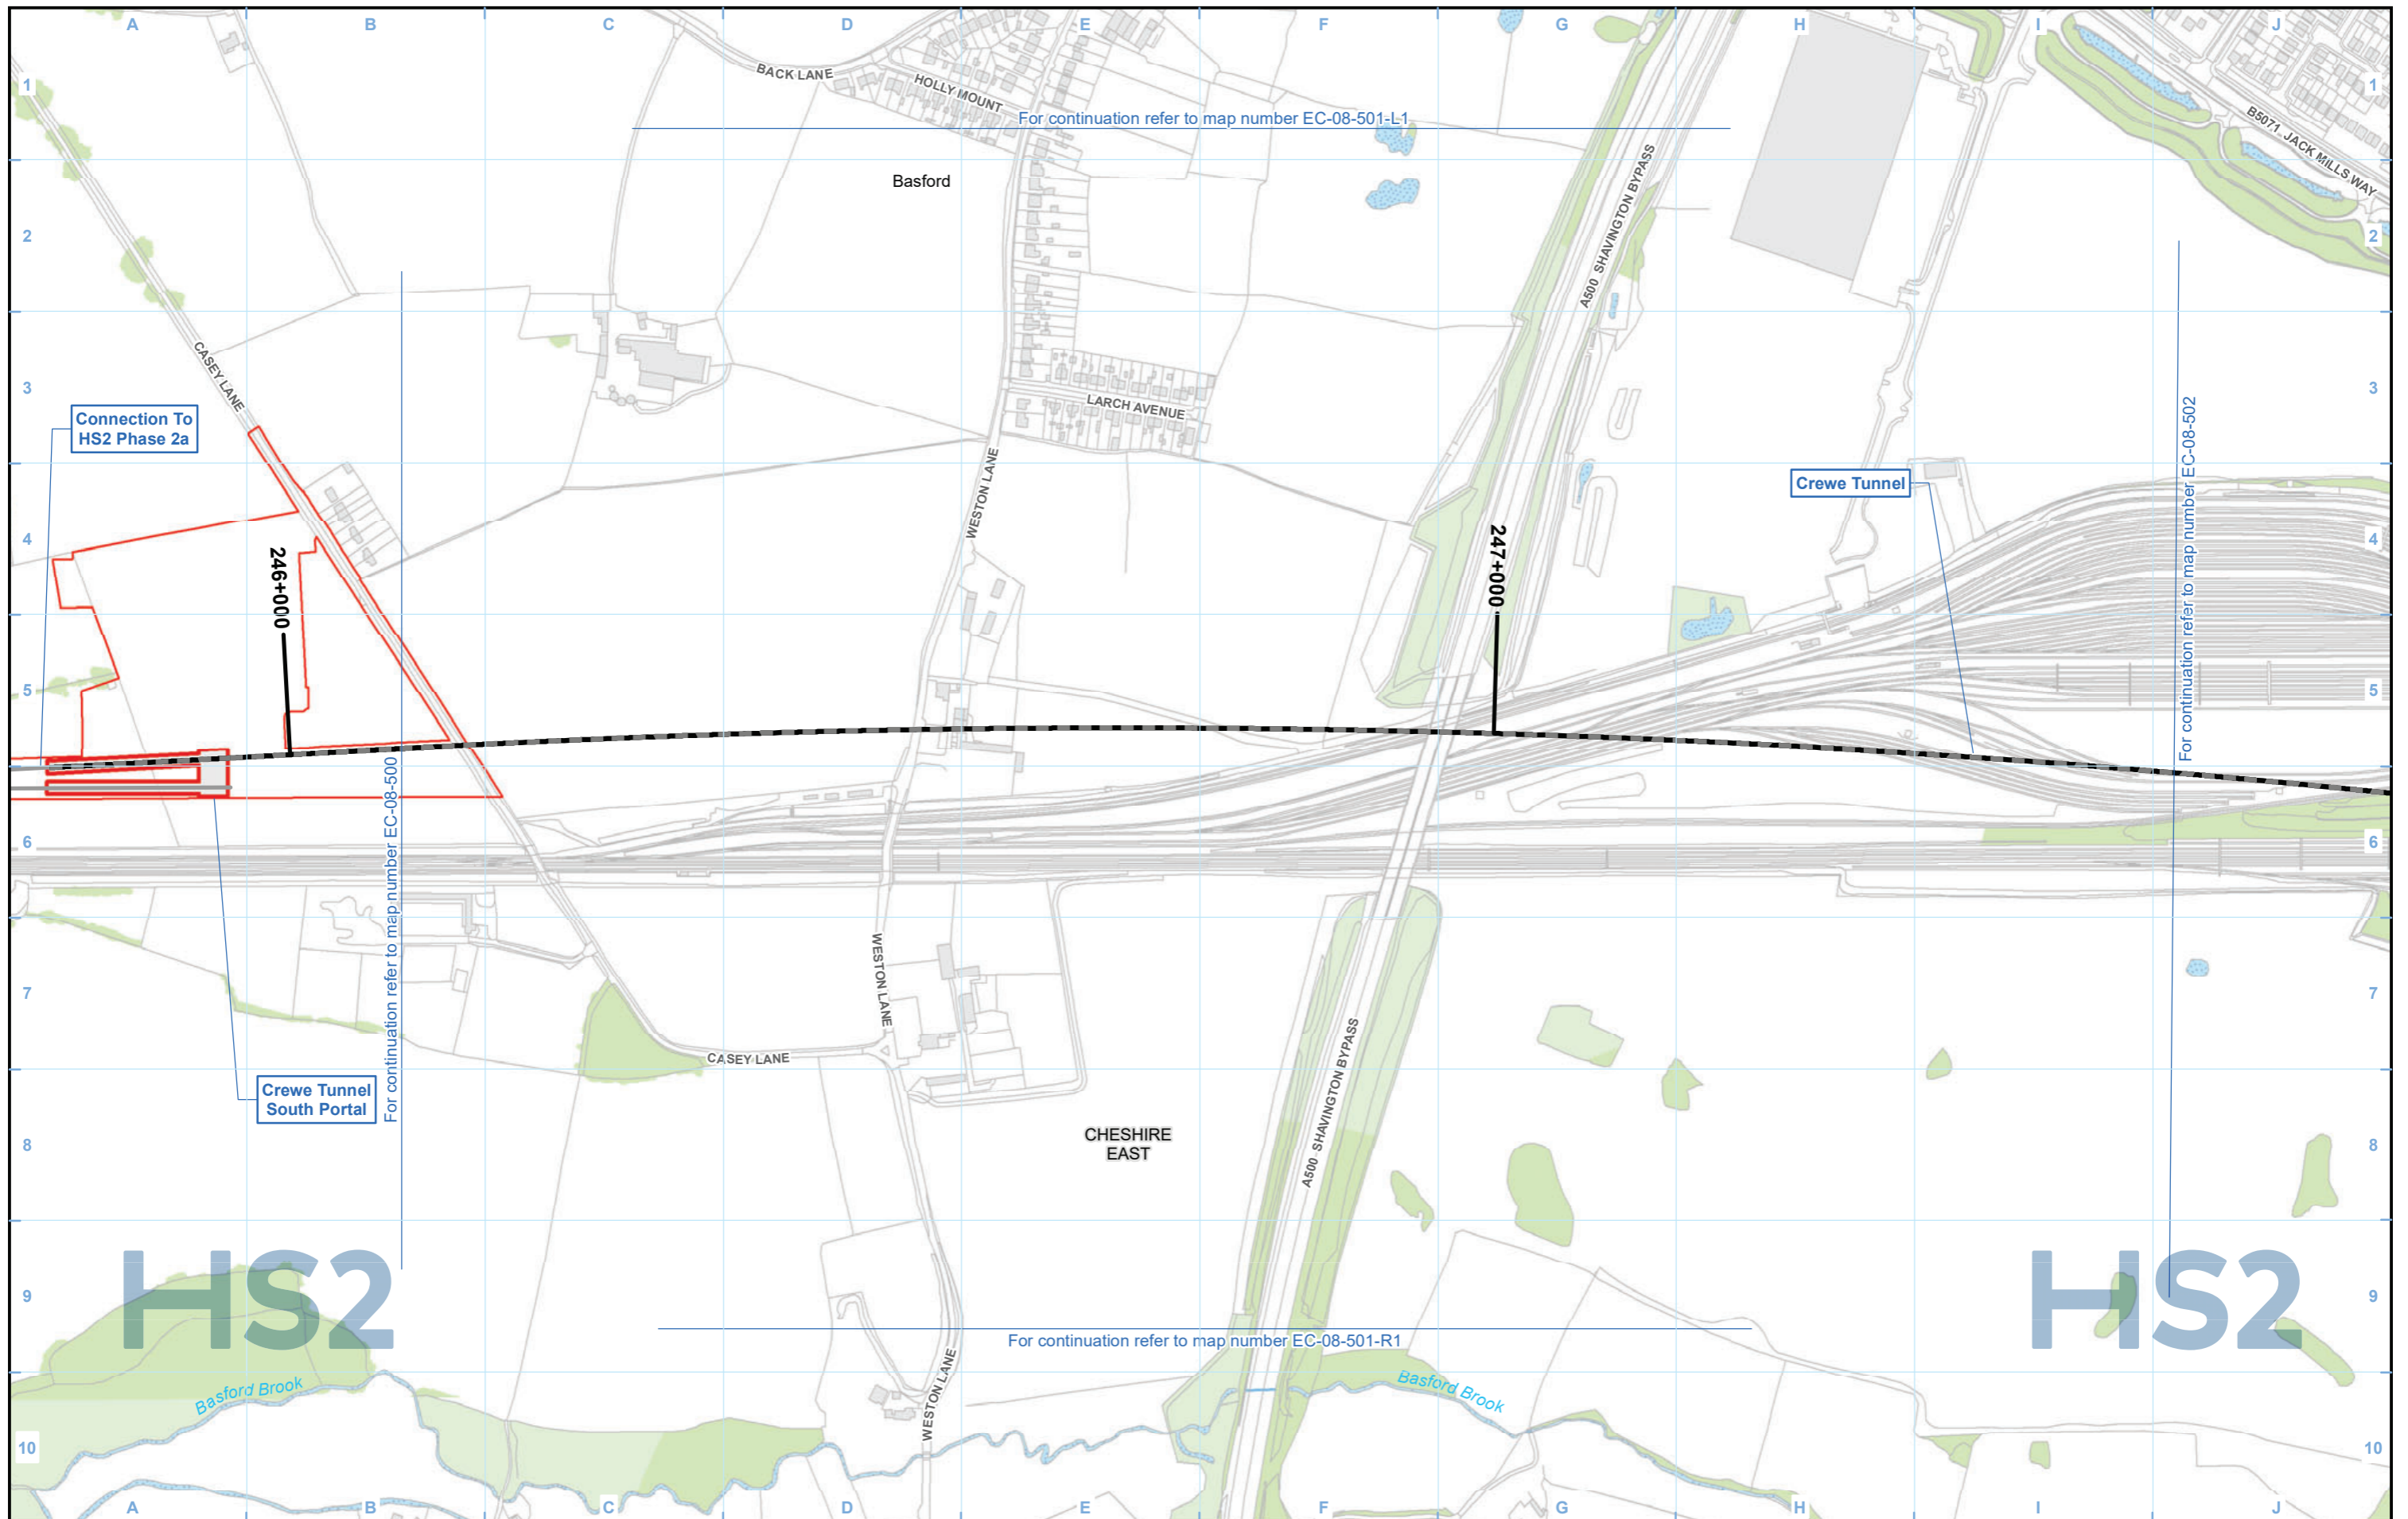 A B C D E F G H I J
1
BACK LANE
HOLLY MOUNT
For continuation refer to map number EC-08-501-L1
1
B5071 JACK MILLS WAY
A500 SHAVINGTON BYPASS
Basford
2
2
CASEY LANE
3
3
LARCH AVENUE
Connection To
HS2 Phase 2a
For continuation refer to map number EC-08-502
WESTON LANE
Crewe Tunnel
4
4
246+000
247+000
5
5
For continuation refer to map number EC-08-500
6
6
WESTON LANE
7
7
CASEY LANE
A500 SHAVINGTON BYPASS
Crewe Tunnel
South Portal
8
8
CHESHIRE
EAST
HS2
HS2
9
9
For continuation refer to map number EC-08-501-R1
WESTON LANE
Basford Brook
Basford Brook
10
10
A B C D E F G H I J